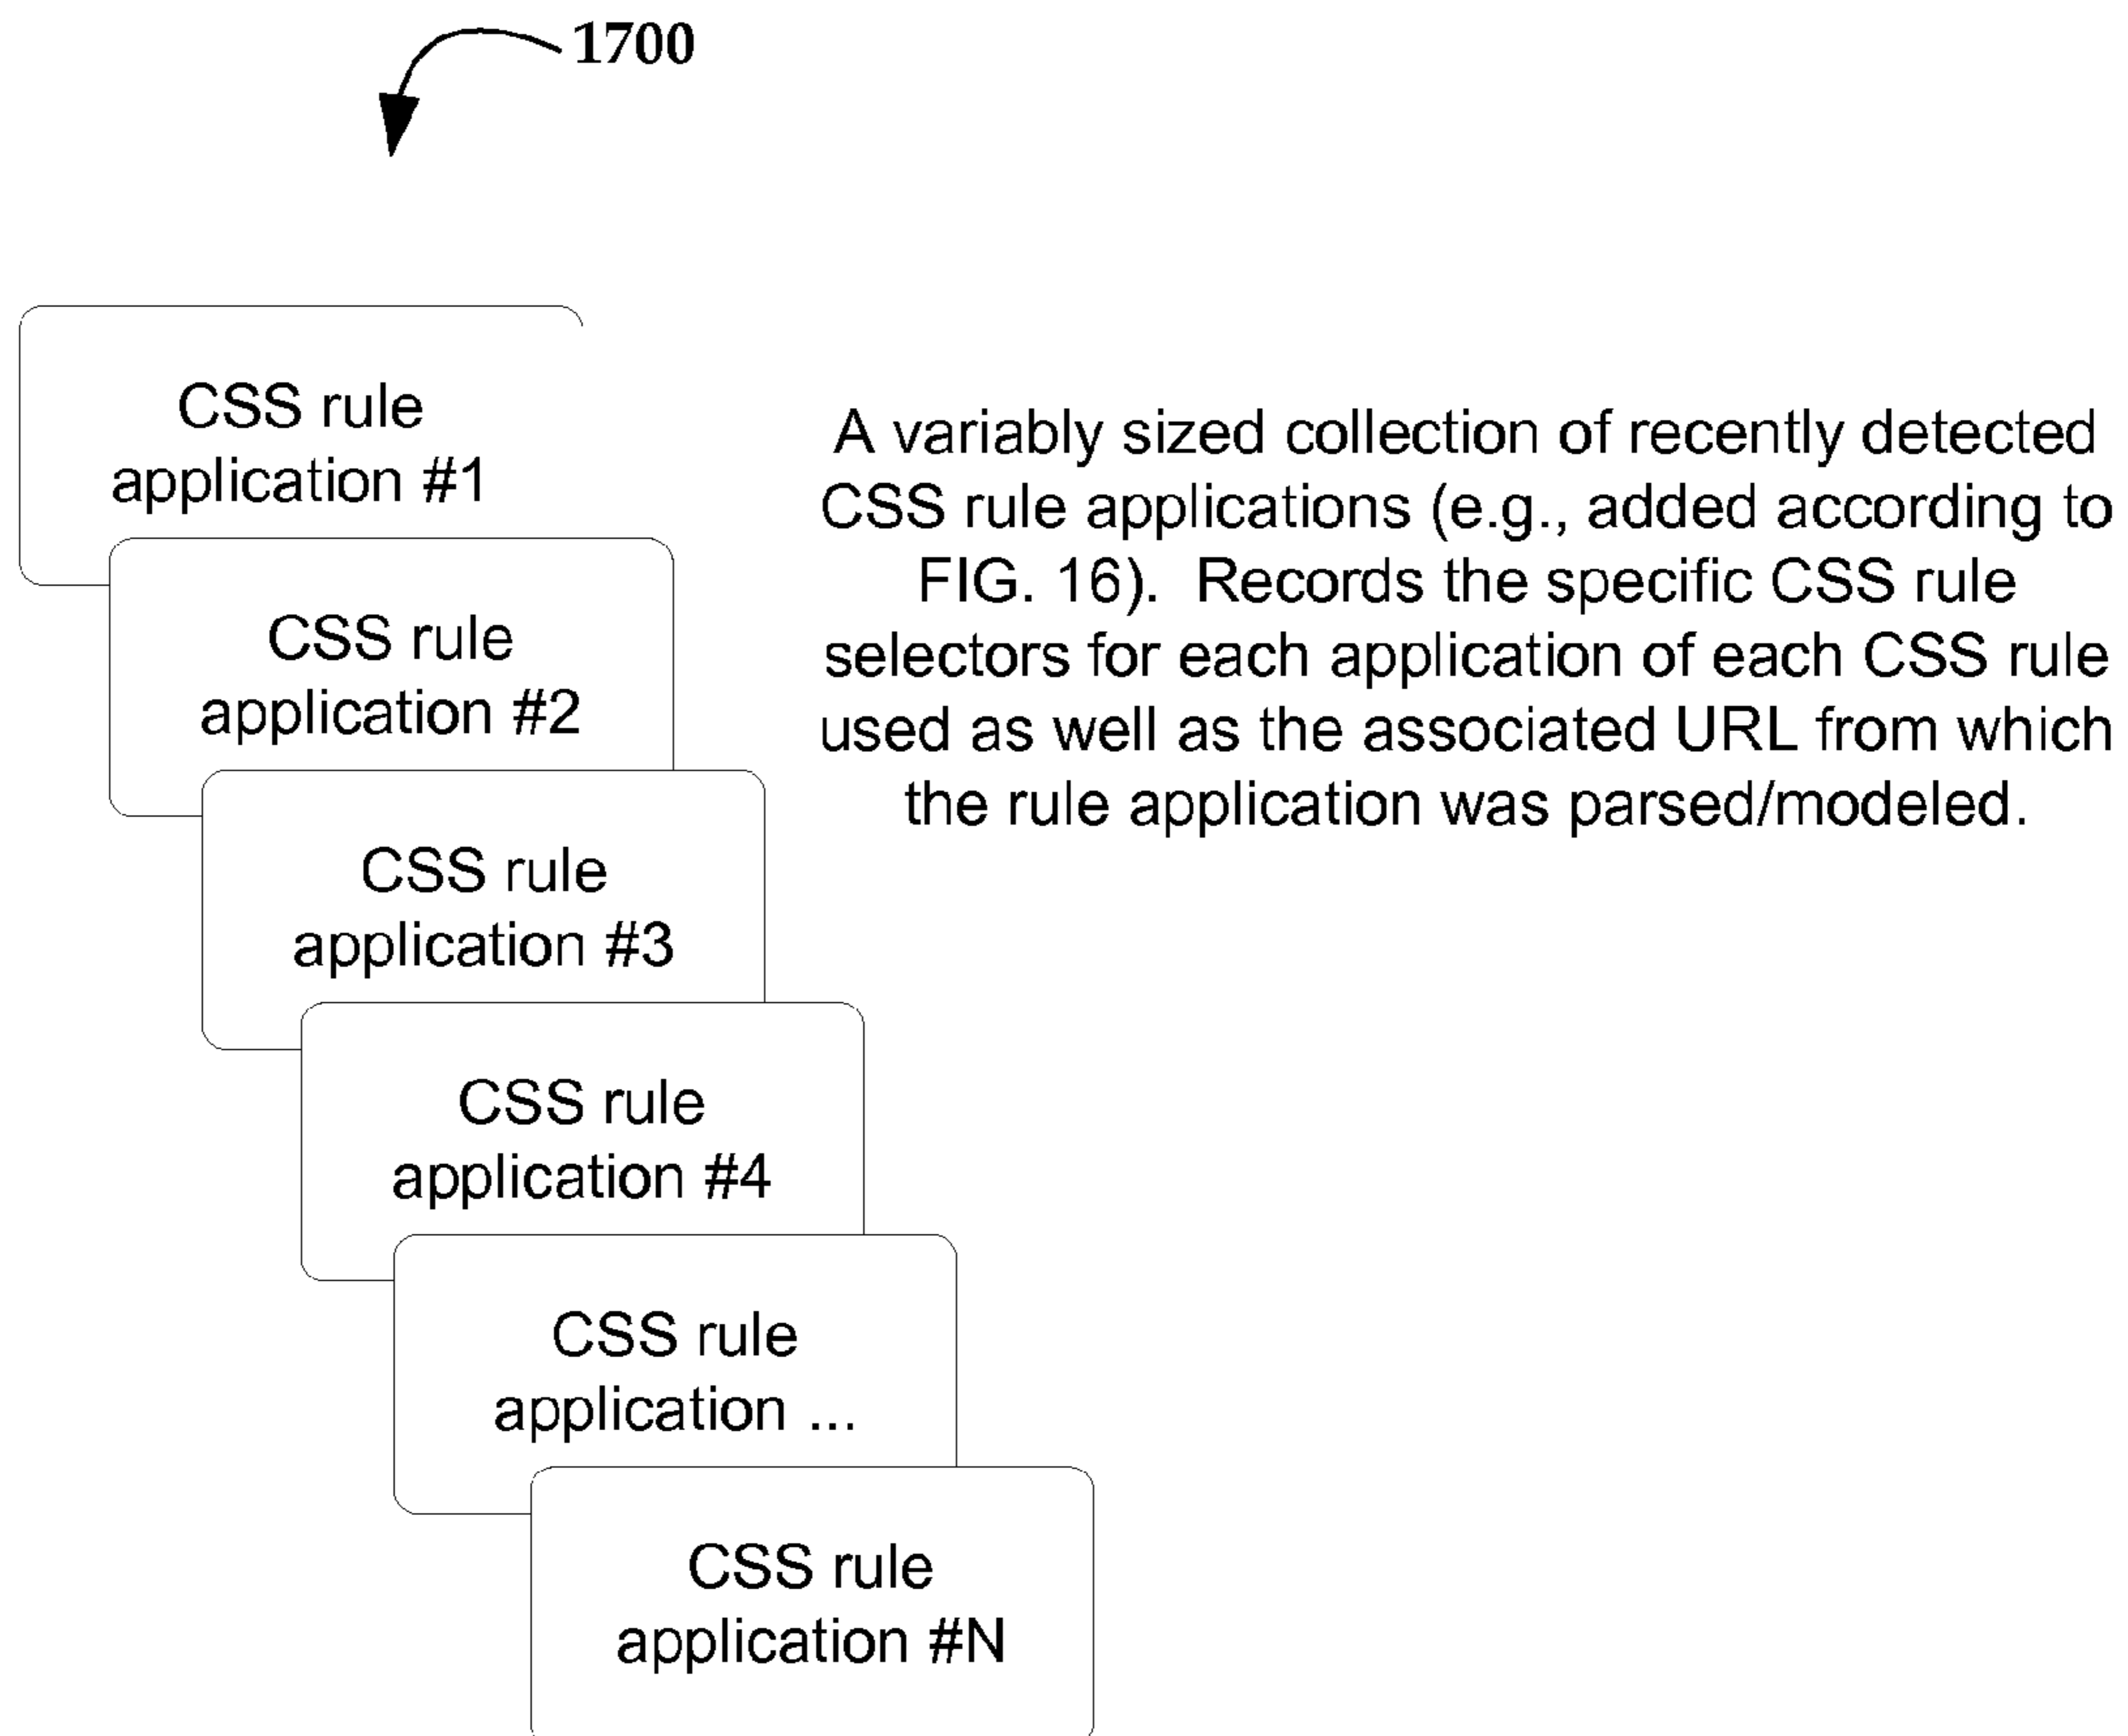 1700
CSS rule
application #1
A variably sized collection of recently detected
CSS rule applications (e.g., added according to
FIG. 16). Records the specific CSS rule
selectors for each application of each CSS rule
used as well as the associated URL from which
the rule application was parsed/modeled.
CSS rule
application #2
CSS rule
application #3
CSS rule
application #4
CSS rule
application ...
CSS rule
application #N